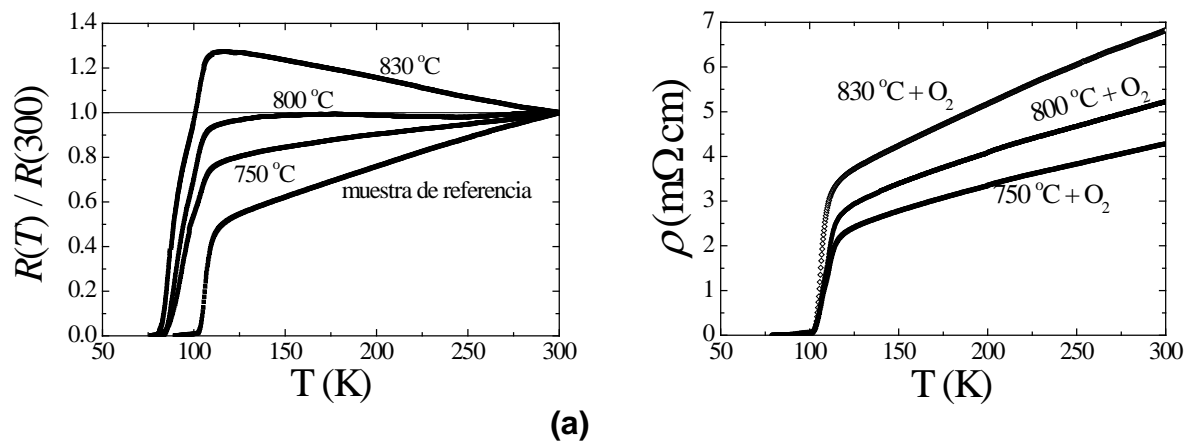 R(T) / R(300)
1.4
1.2
1.0
0.8
0.6
0.4
0.2
0.0
50 100 150 200 250 300
T (K)
830 °C
800 °C
750 °C
muestra de referencia
ρ (mΩ cm)
7
6
5
4
3
2
1
0
50 100 150 200 250 300
T (K)
830 °C + O₂
800 °C + O₂
750 °C + O₂
(a)